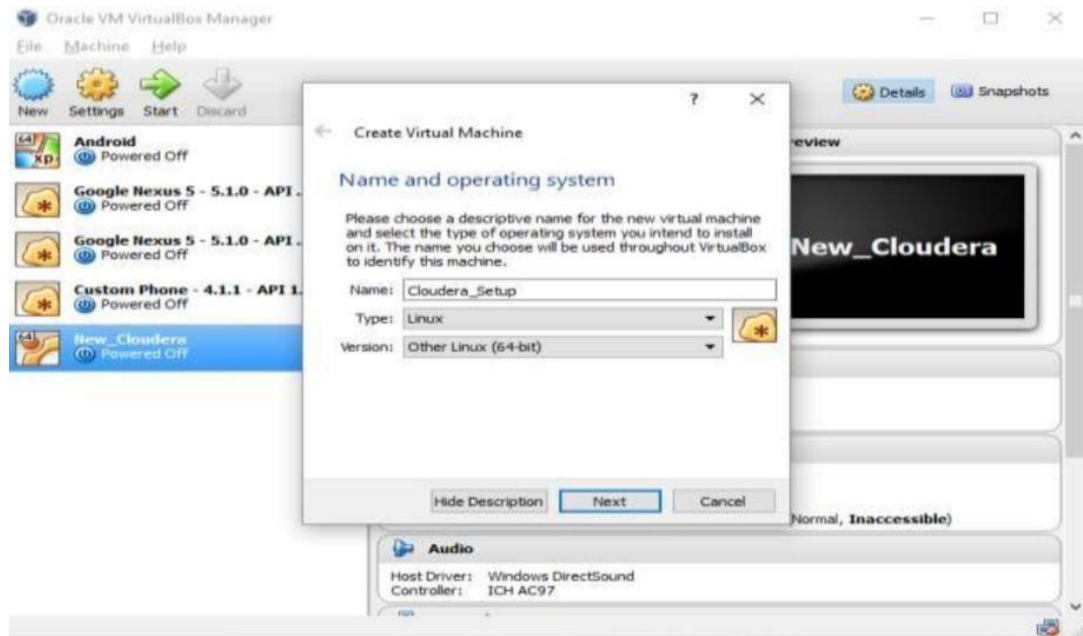 Oracle VM VirtualBox Manager
File Machine Help
New Settings Start Discard
Details Snapshots
64 XP
Android
Powered Off
Google Nexus 5 - 5.1.0 - API .
Powered Off
Google Nexus 5 - 5.1.0 - API .
Powered Off
Custom Phone - 4.1.1 - API 1.
Powered Off
64
New_Cloudera
Powered Off
? ×
Create Virtual Machine
Name and operating system
Please choose a descriptive name for the new virtual machine
and select the type of operating system you intend to install
on it. The name you choose will be used throughout VirtualBox
to identify this machine.
Name: Cloudera_Setup
Type: Linux
Version: Other Linux (64-bit)
Hide Description Next Cancel
eview
New_Cloudera
(Normal, Inaccessible)
Audio
Host Driver: Windows DirectSound
Controller: ICH AC97